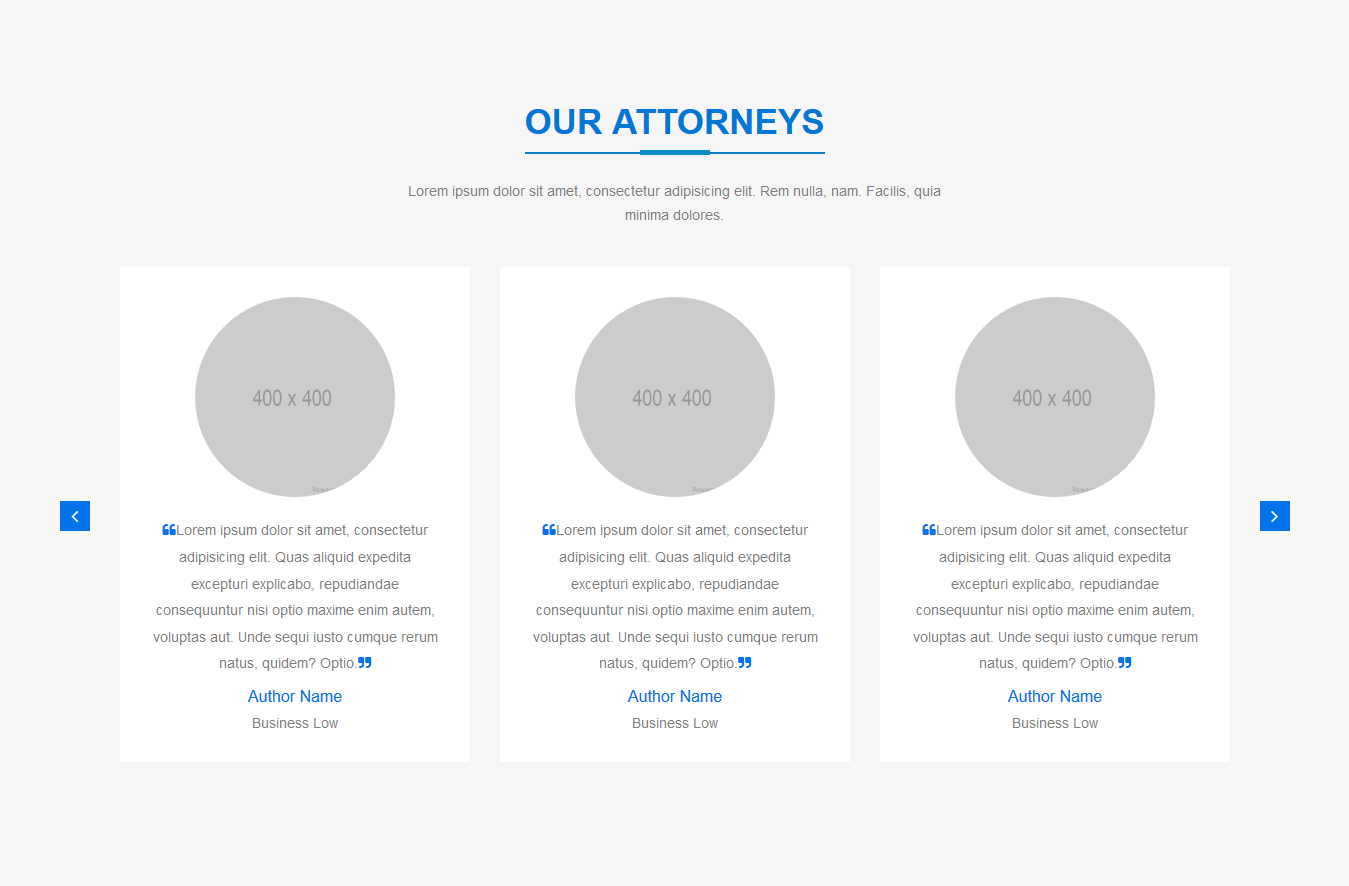 OUR ATTORNEYS
Lorem ipsum dolor sit amet, consectetur adipisicing elit. Rem nulla, nam. Facilis, quia
minima dolores.
400 x 400
❝Lorem ipsum dolor sit amet, consectetur
adipisicing elit. Quas aliquid expedita
excepturi explicabo, repudiandae
consequuntur nisi optio maxime enim autem,
voluptas aut. Unde sequi iusto cumque rerum
natus, quidem? Optio.❞
Author Name
Business Low
400 x 400
❝Lorem ipsum dolor sit amet, consectetur
adipisicing elit. Quas aliquid expedita
excepturi explicabo, repudiandae
consequuntur nisi optio maxime enim autem,
voluptas aut. Unde sequi iusto cumque rerum
natus, quidem? Optio.❞
Author Name
Business Low
400 x 400
❝Lorem ipsum dolor sit amet, consectetur
adipisicing elit. Quas aliquid expedita
excepturi explicabo, repudiandae
consequuntur nisi optio maxime enim autem,
voluptas aut. Unde sequi iusto cumque rerum
natus, quidem? Optio.❞
Author Name
Business Low